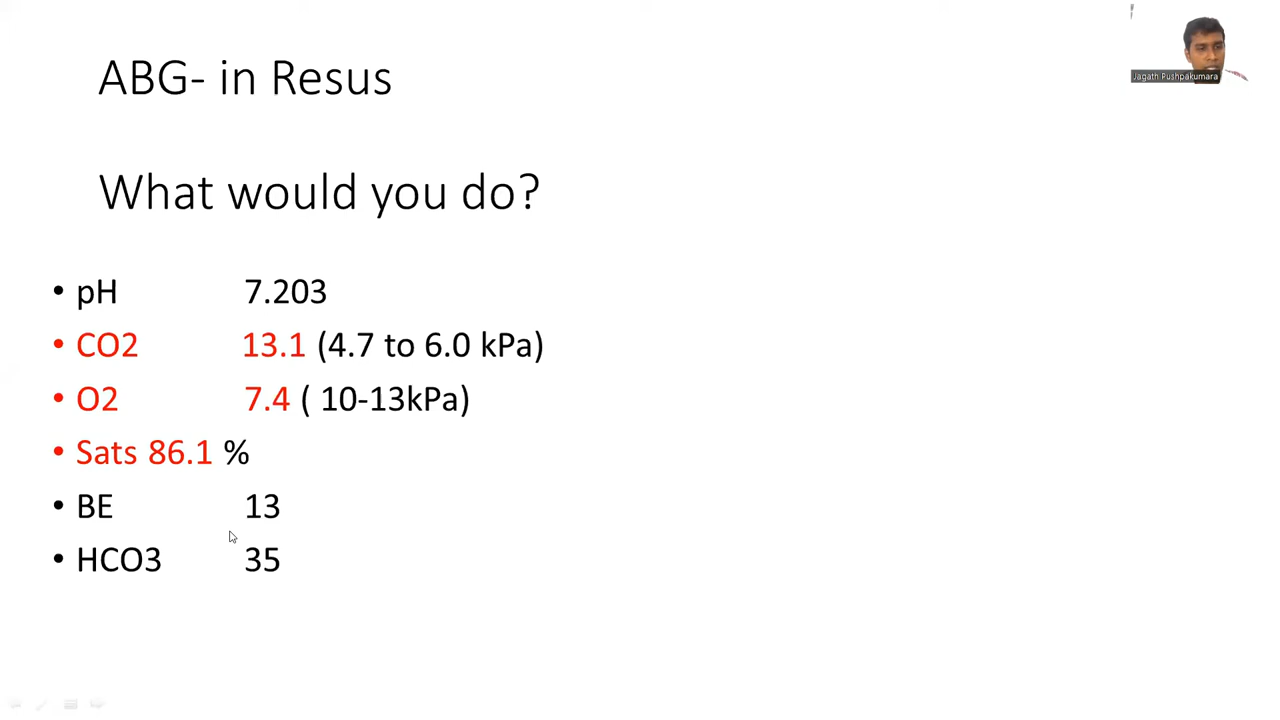 ABG- in Resus
Jagath Pushpakumara
What would you do?
• pH 7.203
• CO2 13.1 (4.7 to 6.0 kPa)
• O2 7.4 ( 10-13kPa)
• Sats 86.1 %
• BE 13
• HCO3 35